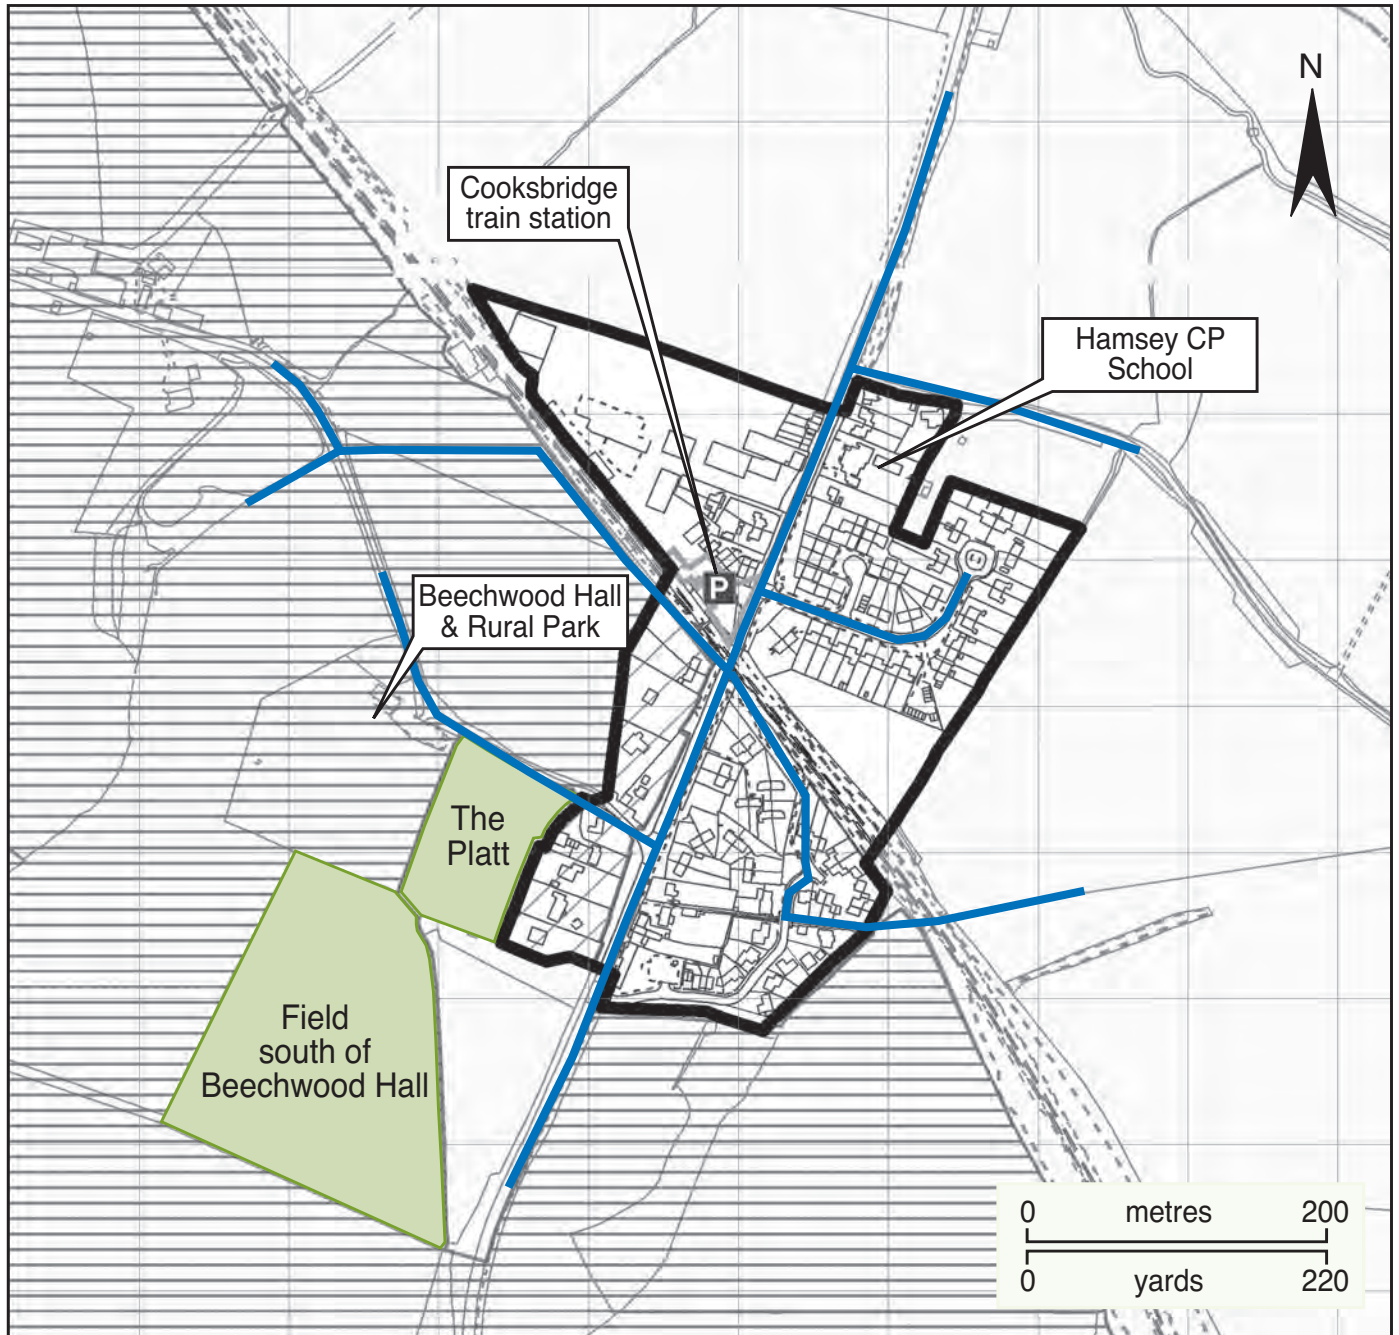 N
Cooksbridge
train station
Hamsey CP
School
P
Beechwood Hall
& Rural Park
The
Platt
Field
south of
Beechwood Hall
0 metres 200
0 yards 220